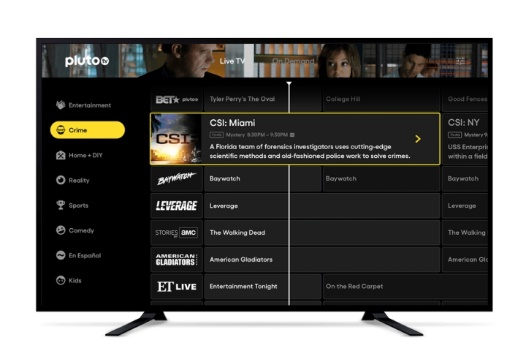 pluto tv
Live TV
On Demand
Entertainment
Crime
Home + DIY
Reality
Sports
Comedy
En Español
Kids
BET★ pluto tv
Tyler Perry's The Oval
College Hill
Good Fences
CSI:
CSI: Miami
Mystery 8:30PM - 9:30PM
A Florida team of forensics investigators uses cutting-edge
scientific methods and old-fashioned police work to solve crimes.
CSI: NY
Mystery 9
USS Enterpri
within a field
BAYWATCH
Baywatch
Baywatch
Baywatch
LEVERAGE
Leverage
Leverage
STORIES by AMC
The Walking Dead
The Walking
AMERICAN
GLADIATORS
American Gladiators
American Gla
ET LIVE
Entertainment Tonight
On the Red Carpet